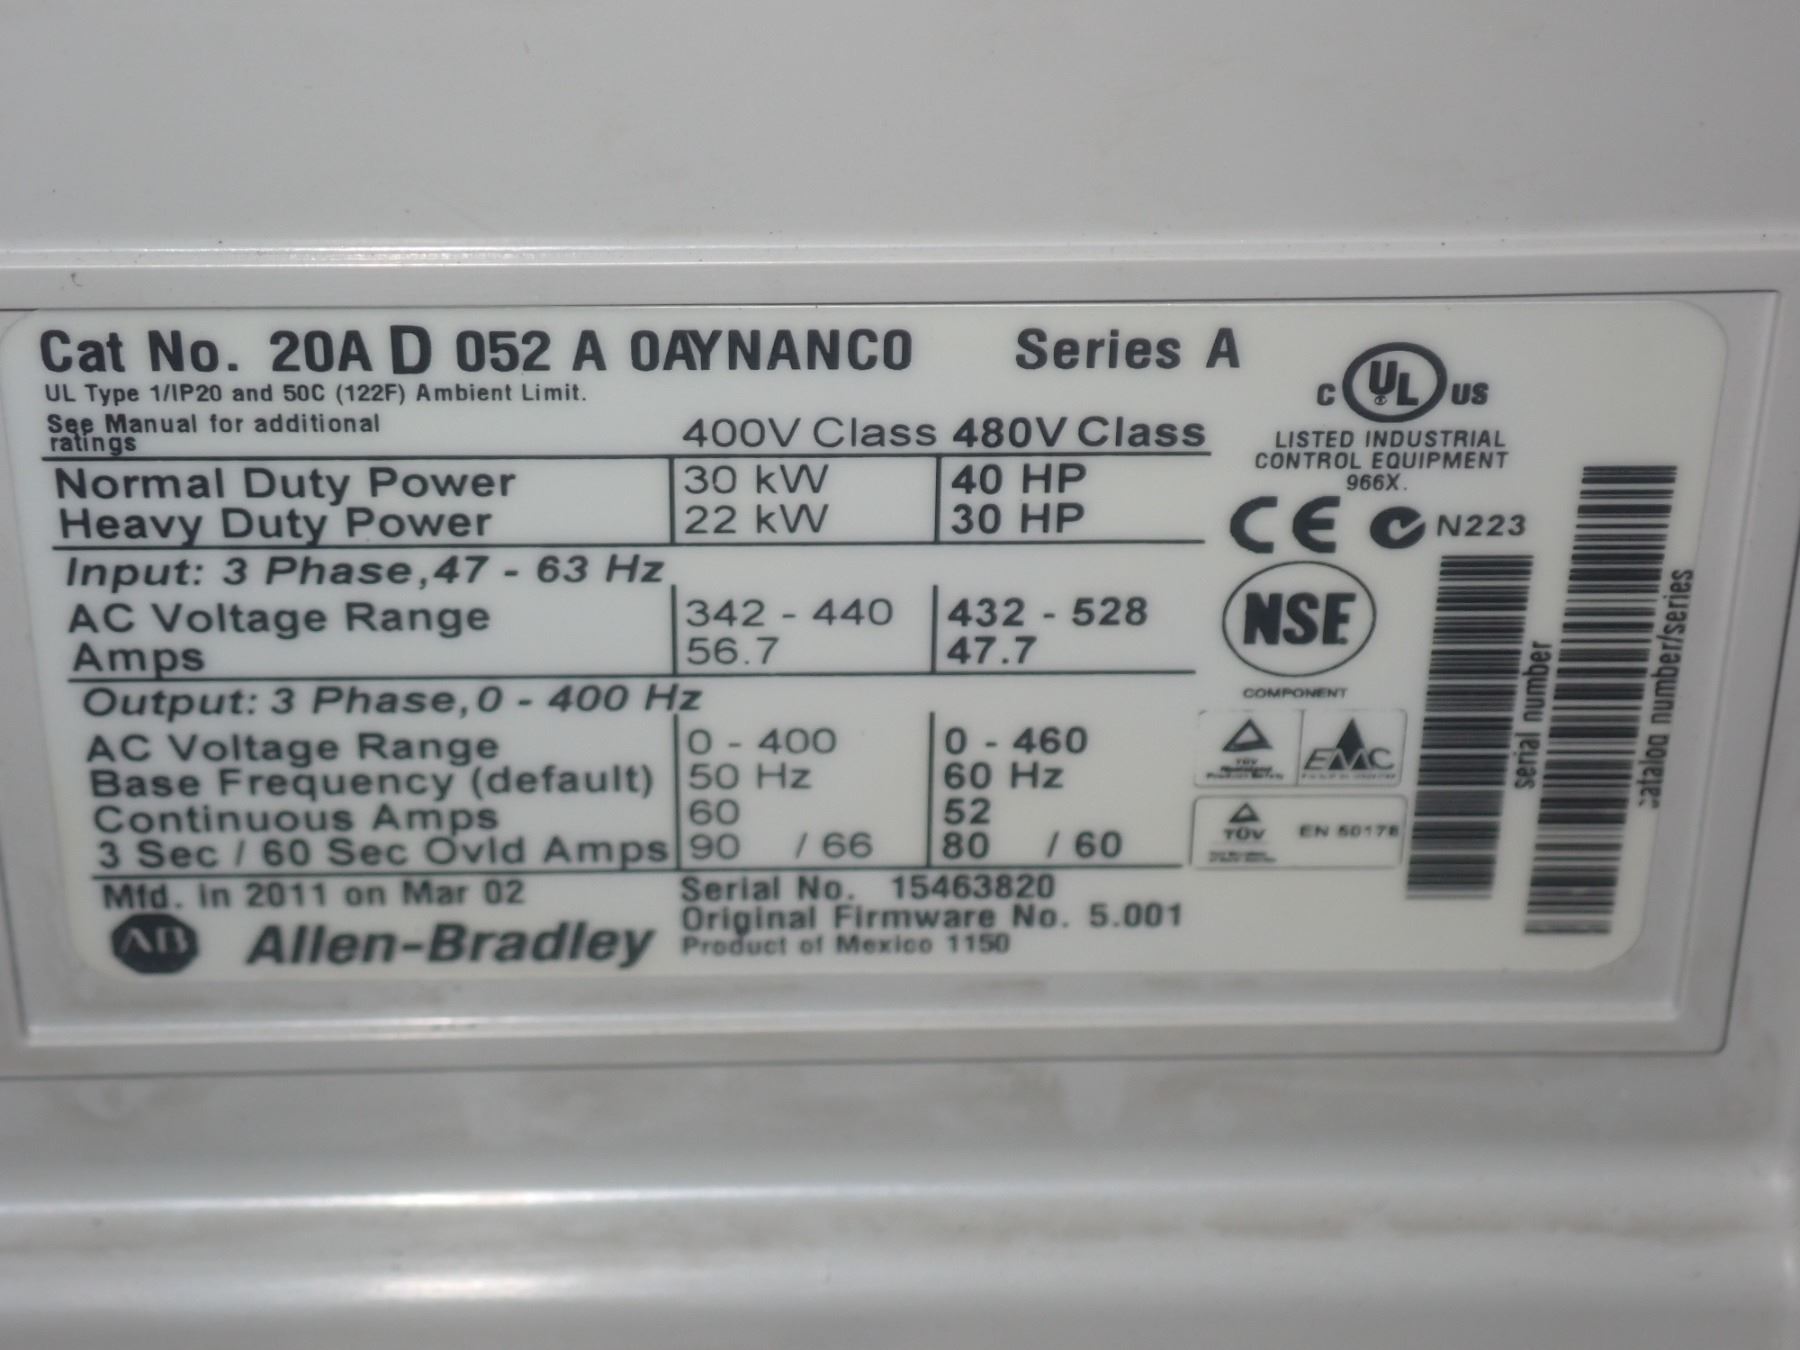 Cat No. 20A D 052 A 0AYNANC0 Series A
UL Type 1/IP20 and 50C (122F) Ambient Limit.
See Manual for additional
ratings
400V Class 480V Class
Normal Duty Power 30 kW 40 HP
Heavy Duty Power 22 kW 30 HP
Input: 3 Phase,47 - 63 Hz
AC Voltage Range 342 - 440 432 - 528
Amps 56.7 47.7
Output: 3 Phase,0 - 400 Hz
AC Voltage Range 0 - 400 0 - 460
Base Frequency (default) 50 Hz 60 Hz
Continuous Amps 60 52
3 Sec / 60 Sec Ovld Amps 90 / 66 80 / 60
Mfd. in 2011 on Mar 02
Serial No. 15463820
Original Firmware No. 5.001
Product of Mexico 1150
AB Allen-Bradley
C UL® US
LISTED INDUSTRIAL
CONTROL EQUIPMENT
966X.
CE N223
NSF
COMPONENT
TÜV
EMC
TÜV EN 50178
serial number
catalog number/series